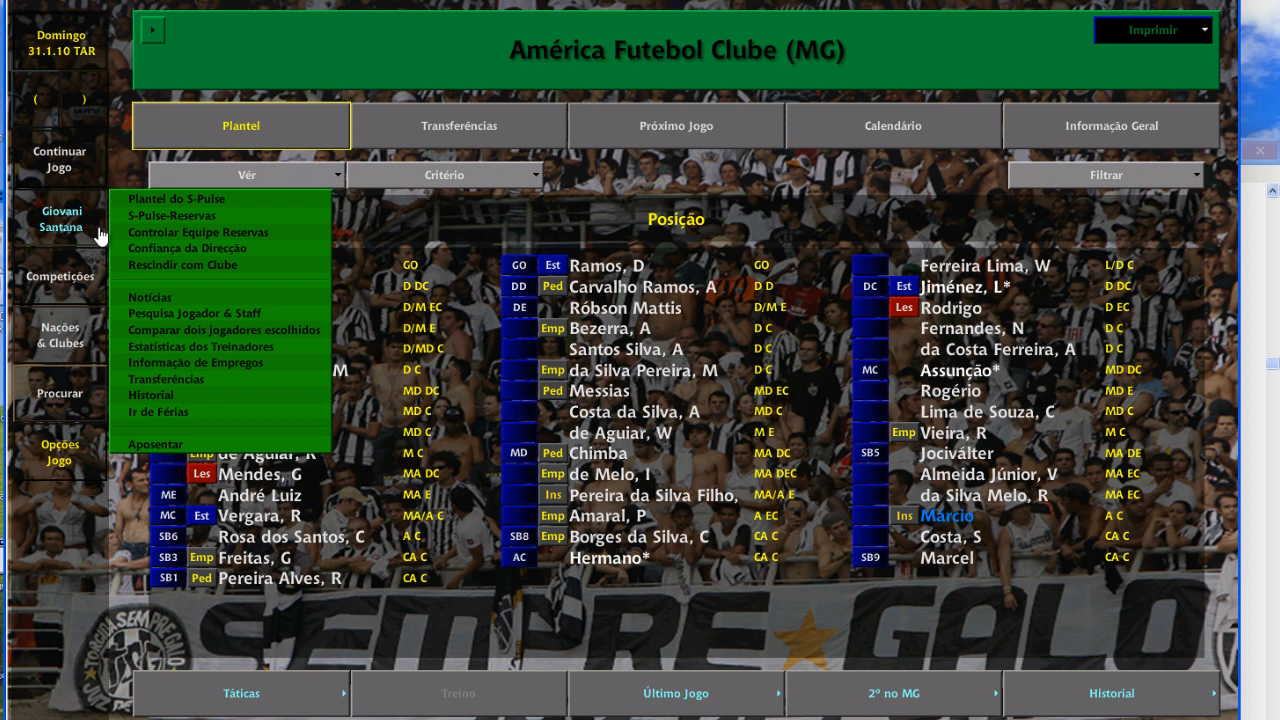 Domingo
31.1.10 TAR
América Futebol Clube (MG)
Imprimir
( )
Continuar
Jogo
Giovani
Santana
Competições
Nações
& Clubes
Procurar
Opções
Jogo
Plantel
Transferências
Próximo Jogo
Calendário
Informação Geral
Vêr
Critério
Filtrar
Posição
Plantel do S-Pulse
S-Pulse-Reservas
Controlar Equipe Reservas
Confiança da Direcção
Rescindir com Clube
Notícias
Pesquisa Jogador & Staff
Comparar dois jogadores escolhidos
Estatísticas dos Treinadores
Informação de Empregos
Transferências
Historial
Ir de Férias
Aposentar
GO
D DC
D/M EC
D/M E
D/MD C
M D C
MD DC
MD C
MD C
Emp de Aguiar, R M C
Les Mendes, G MA DC
ME André Luiz MA E
MC Est Vergara, R MA/A C
SB6 Rosa dos Santos, C A C
SB3 Emp Freitas, G CA C
SB1 Ped Pereira Alves, R CA C
GO Est Ramos, D GO
DD Ped Carvalho Ramos, A D D
DE Róbson Mattis D/M E
Emp Bezerra, A D C
Santos Silva, A D C
Emp da Silva Pereira, M D C
Ped Messias MD EC
Costa da Silva, A MD C
de Aguiar, W M E
MD Ped Chimba MA DC
Emp de Melo, I MA DEC
Ins Pereira da Silva Filho, MA/A E
Emp Amaral, P A EC
SB8 Emp Borges da Silva, C CA C
AC Hermano* CA C
Ferreira Lima, W L/D C
DC Est Jiménez, L* D DC
Les Rodrigo D EC
Fernandes, N D C
da Costa Ferreira, A D C
MC Assunção* MD DC
Rogério MD E
Lima de Souza, C MD C
Emp Vieira, R M C
SB5 Jociválter MA DE
Almeida Júnior, V MA EC
da Silva Melo, R MA EC
Ins Márcio A C
Costa, S CA C
SB9 Marcel CA C
SEMPRE GALO
SEMPRE
GALO
Táticas
Treino
Último Jogo
2º no MG
Historial